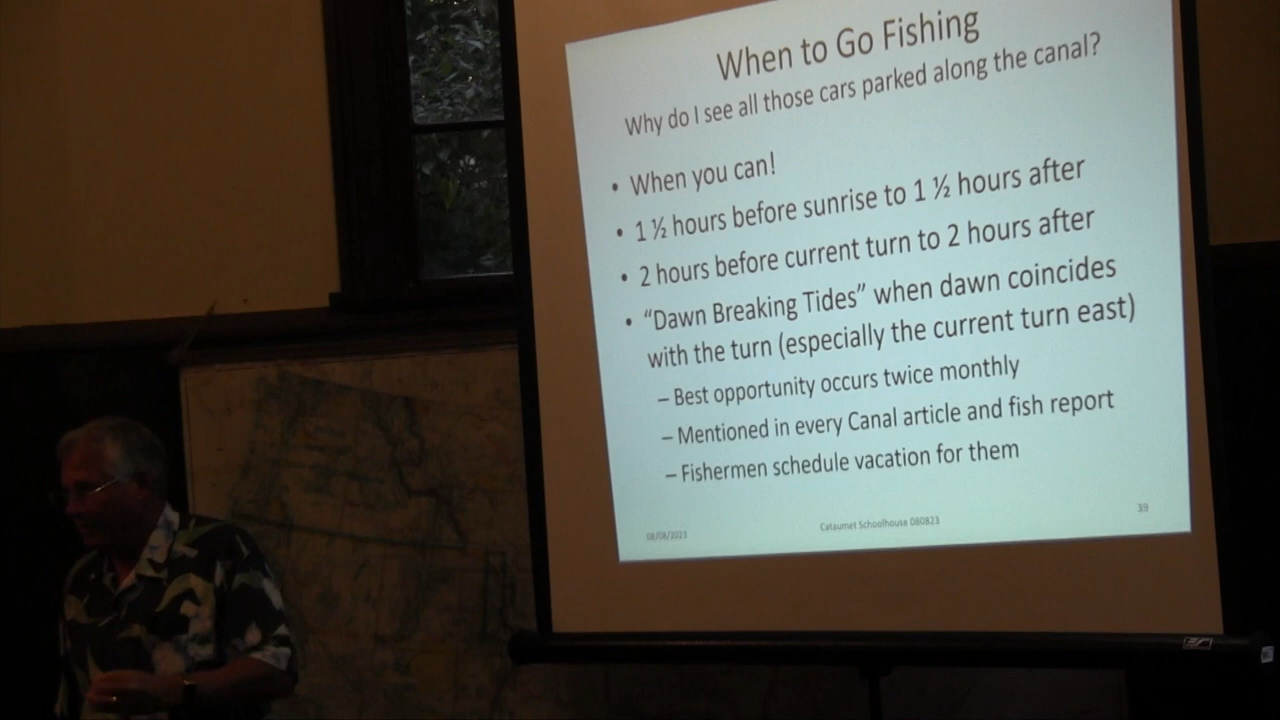 When to Go Fishing
Why do I see all those cars parked along the canal?
• When you can!
• 1 ½ hours before sunrise to 1 ½ hours after
• 2 hours before current turn to 2 hours after
• “Dawn Breaking Tides” when dawn coincides
with the turn (especially the current turn east)
– Best opportunity occurs twice monthly
– Mentioned in every Canal article and fish report
– Fishermen schedule vacation for them
08/08/2023
Cataumet Schoolhouse 080823
39